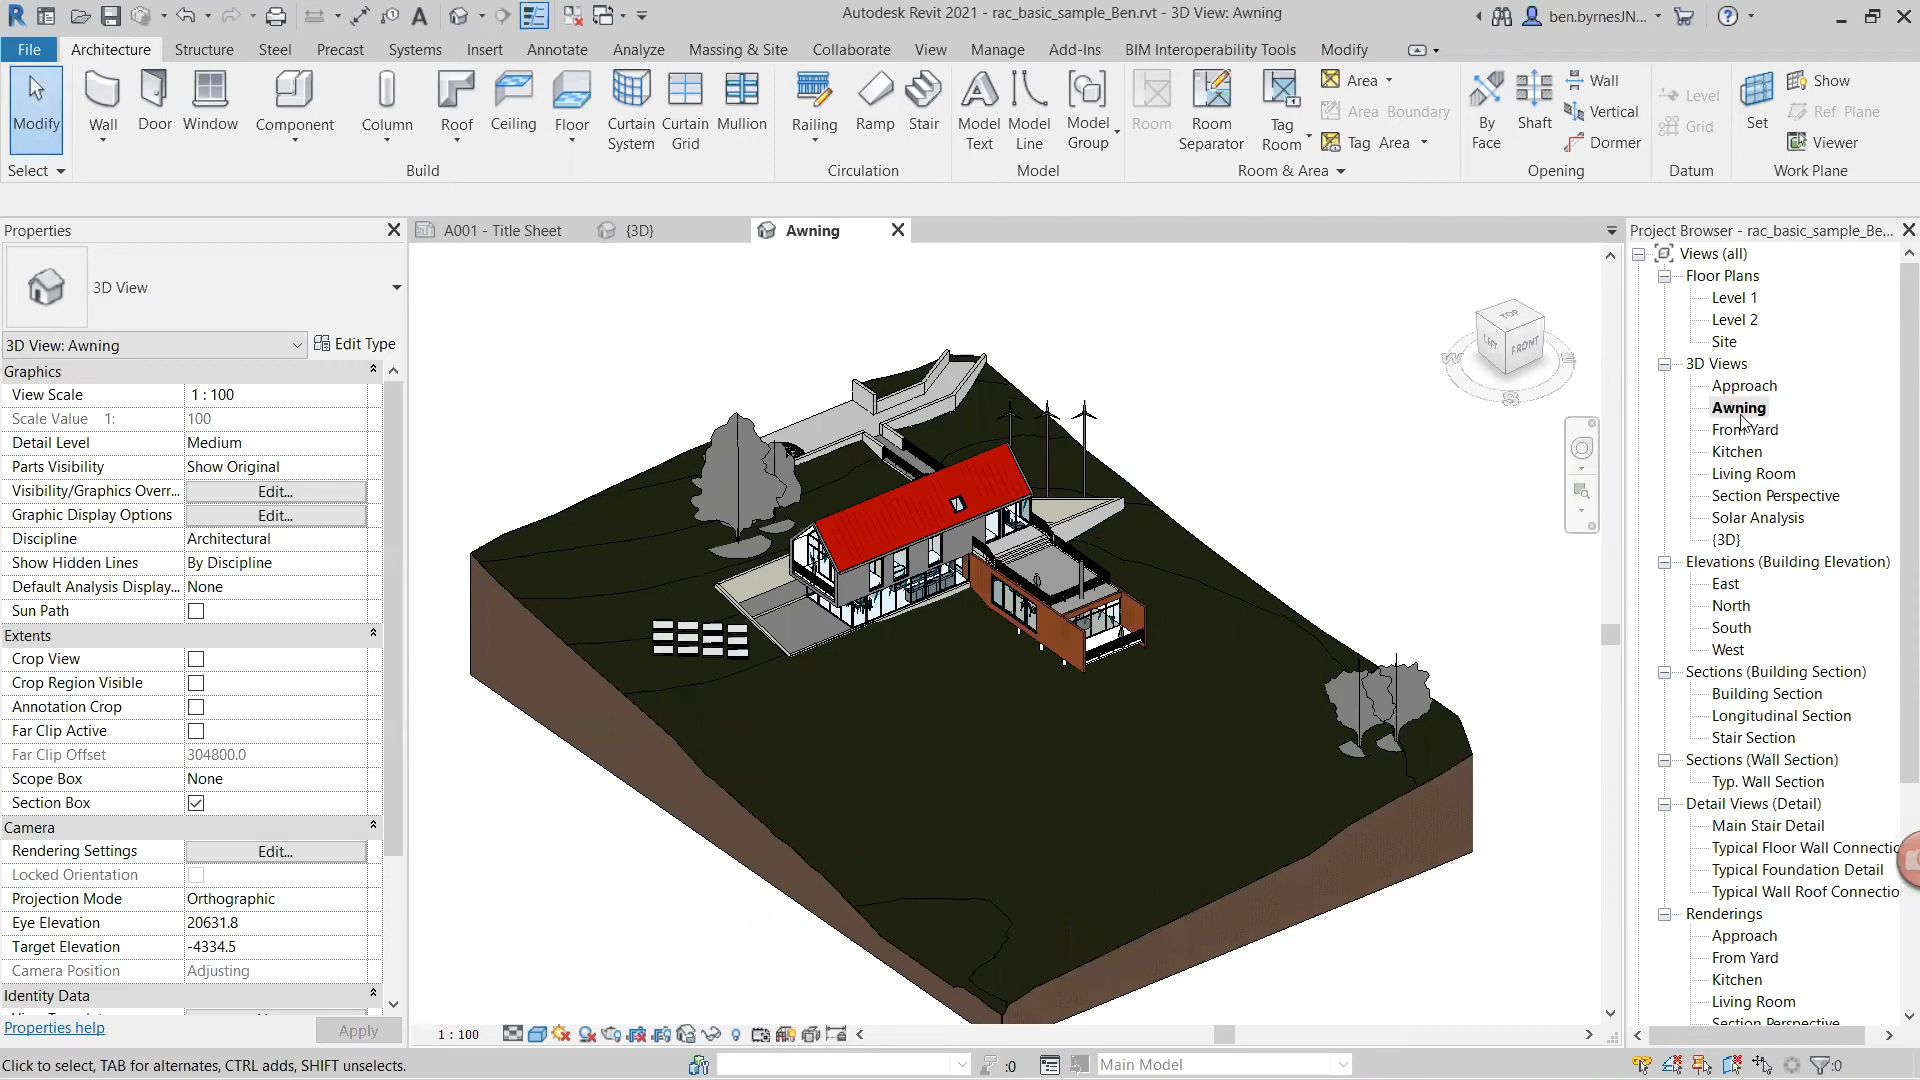 Autodesk Revit 2021 - rac_basic_sample_Ben.rvt - 3D View: Awning
ben.byrnesJN...
File Architecture Structure Steel Precast Systems Insert Annotate Analyze Massing & Site Collaborate View Manage Add-Ins BIM Interoperability Tools Modify
Modify
Wall
Door
Window
Component
Column
Roof
Ceiling
Floor
Curtain System
Curtain Grid
Mullion
Railing
Ramp
Stair
Model Text
Model Line
Model Group
Room
Room Separator
Tag Room
Area
Area Boundary
Tag Area
By Face
Shaft
Wall
Vertical
Dormer
Level
Grid
Set
Show
Ref Plane
Viewer
Select Build Circulation Model Room & Area Opening Datum Work Plane
Properties
3D View
3D View: Awning
Edit Type
Graphics
View Scale 1 : 100
Scale Value 1: 100
Detail Level Medium
Parts Visibility Show Original
Visibility/Graphics Overr... Edit...
Graphic Display Options Edit...
Discipline Architectural
Show Hidden Lines By Discipline
Default Analysis Display... None
Sun Path
Extents
Crop View
Crop Region Visible
Annotation Crop
Far Clip Active
Far Clip Offset 304800.0
Scope Box None
Section Box
Camera
Rendering Settings Edit...
Locked Orientation
Projection Mode Orthographic
Eye Elevation 20631.8
Target Elevation -4334.5
Camera Position Adjusting
Identity Data
Properties help
Apply
A001 - Title Sheet
{3D}
Awning
TOP
LEFT
FRONT
W
E
S
1 : 100
Project Browser - rac_basic_sample_Be...
Views (all)
Floor Plans
Level 1
Level 2
Site
3D Views
Approach
Awning
From Yard
Kitchen
Living Room
Section Perspective
Solar Analysis
{3D}
Elevations (Building Elevation)
East
North
South
West
Sections (Building Section)
Building Section
Longitudinal Section
Stair Section
Sections (Wall Section)
Typ. Wall Section
Detail Views (Detail)
Main Stair Detail
Typical Floor Wall Connectio
Typical Foundation Detail
Typical Wall Roof Connectio
Renderings
Approach
From Yard
Kitchen
Living Room
Section Perspective
Click to select, TAB for alternates, CTRL adds, SHIFT unselects.
:0
Main Model
:0